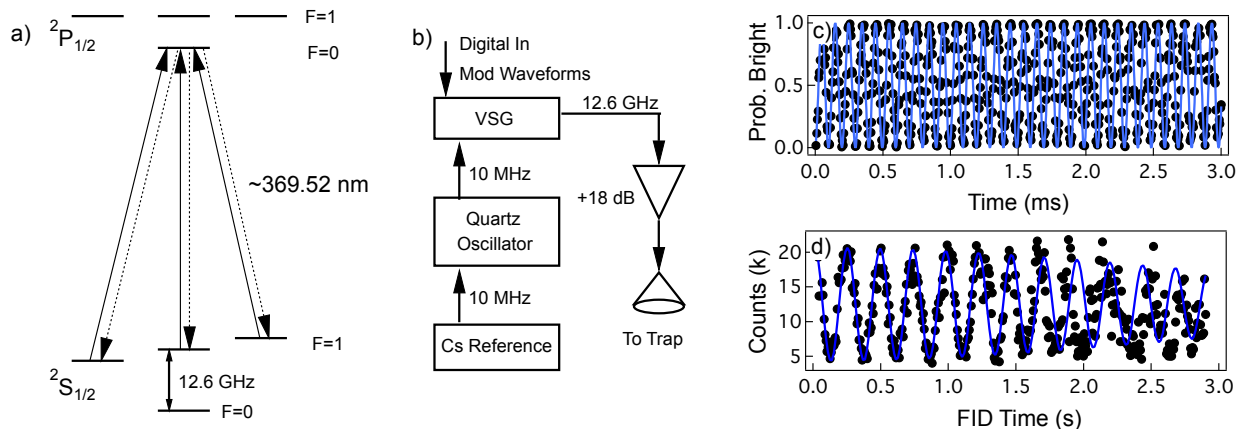 a)
²P₁/₂
F=1
F=0
~369.52 nm
F=1
²S₁/₂
12.6 GHz
F=0
b)
Digital In
Mod Waveforms
VSG
12.6 GHz
10 MHz
+18 dB
Quartz
Oscillator
10 MHz
Cs Reference
To Trap
c)
Prob. Bright
1.0
0.5
0.0
0.0 0.5 1.0 1.5 2.0 2.5 3.0
Time (ms)
d)
Counts (k)
20
15
10
5
0.0 0.5 1.0 1.5 2.0 2.5 3.0
FID Time (s)